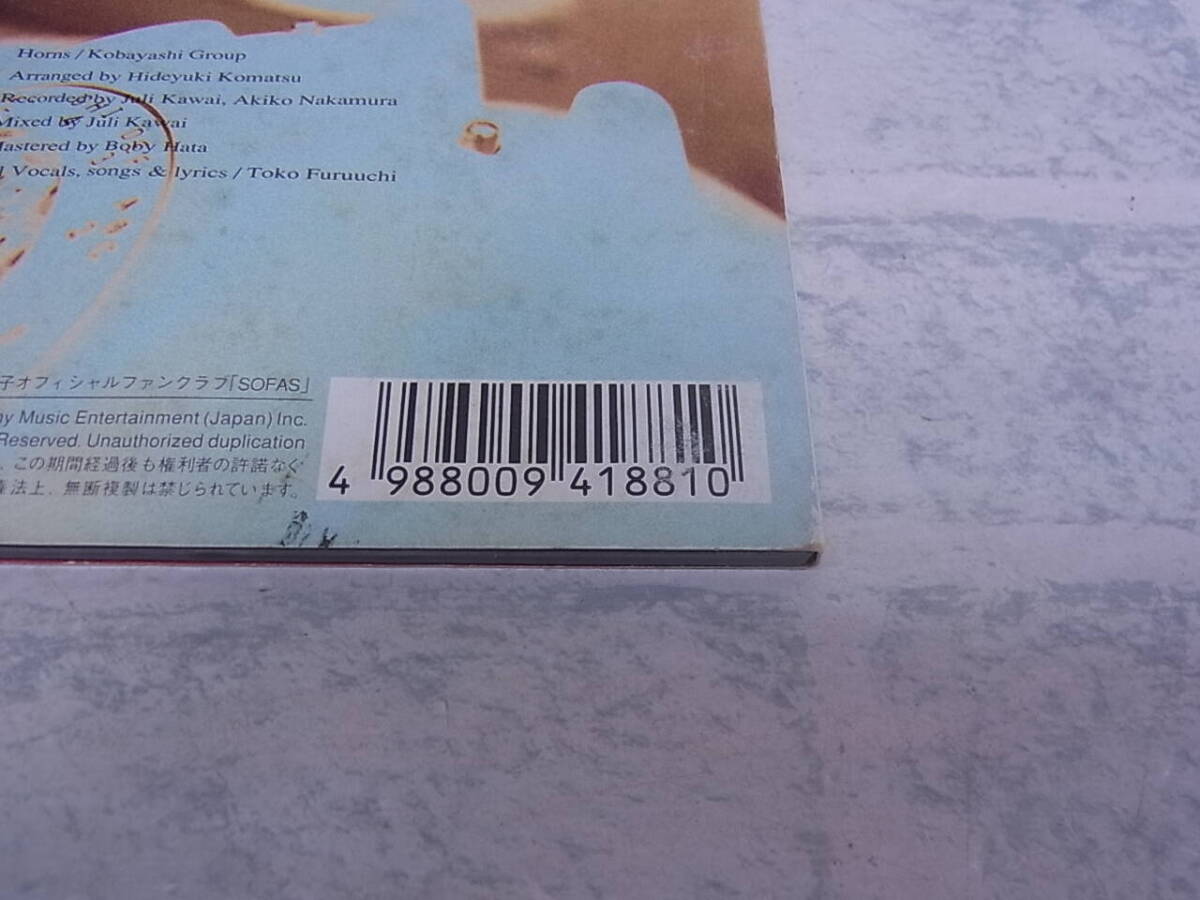 Horns / Kobayashi Group
Arranged by Hideyuki Komatsu
Recorded by Juli Kawai, Akiko Nakamura
Mixed by Juli Kawai
Mastered by Boby Hata
Vocals, songs & lyrics / Toko Furuuchi
子オフィシャルファンクラブ「SOFAS」
ny Music Entertainment (Japan) Inc.
Reserved. Unauthorized duplication
、この期間経過後も権利者の許諾なく
法上、無断複製は禁じられています。
4 988009 418810